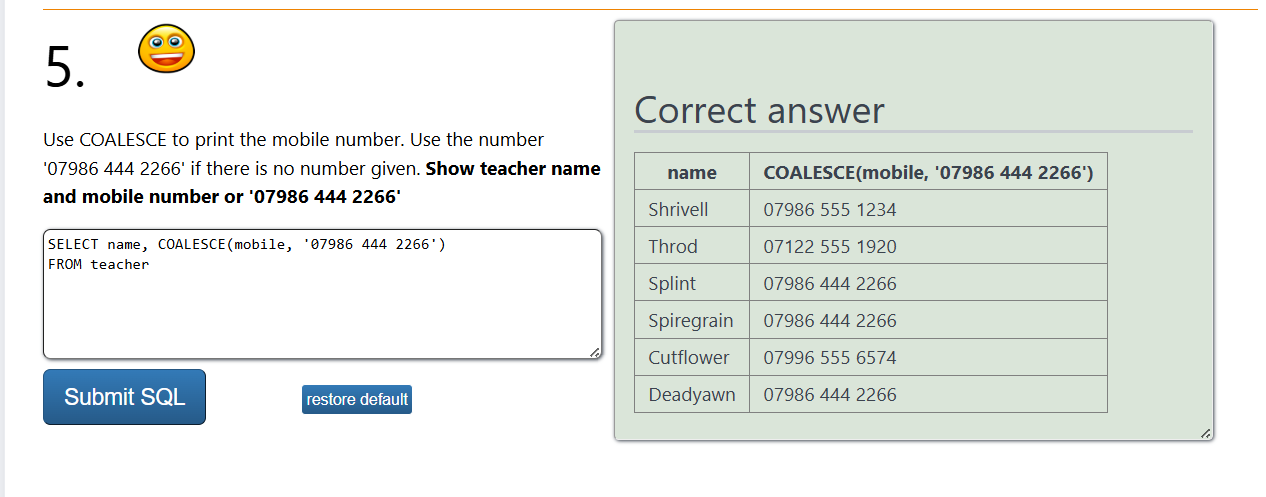 5.
Use COALESCE to print the mobile number. Use the number
'07986 444 2266' if there is no number given. Show teacher name
and mobile number or '07986 444 2266'
SELECT name, COALESCE(mobile, '07986 444 2266')
FROM teacher
Submit SQL
restore default
Correct answer
name COALESCE(mobile, '07986 444 2266')
Shrivell 07986 555 1234
Throd 07122 555 1920
Splint 07986 444 2266
Spiregrain 07986 444 2266
Cutflower 07996 555 6574
Deadyawn 07986 444 2266